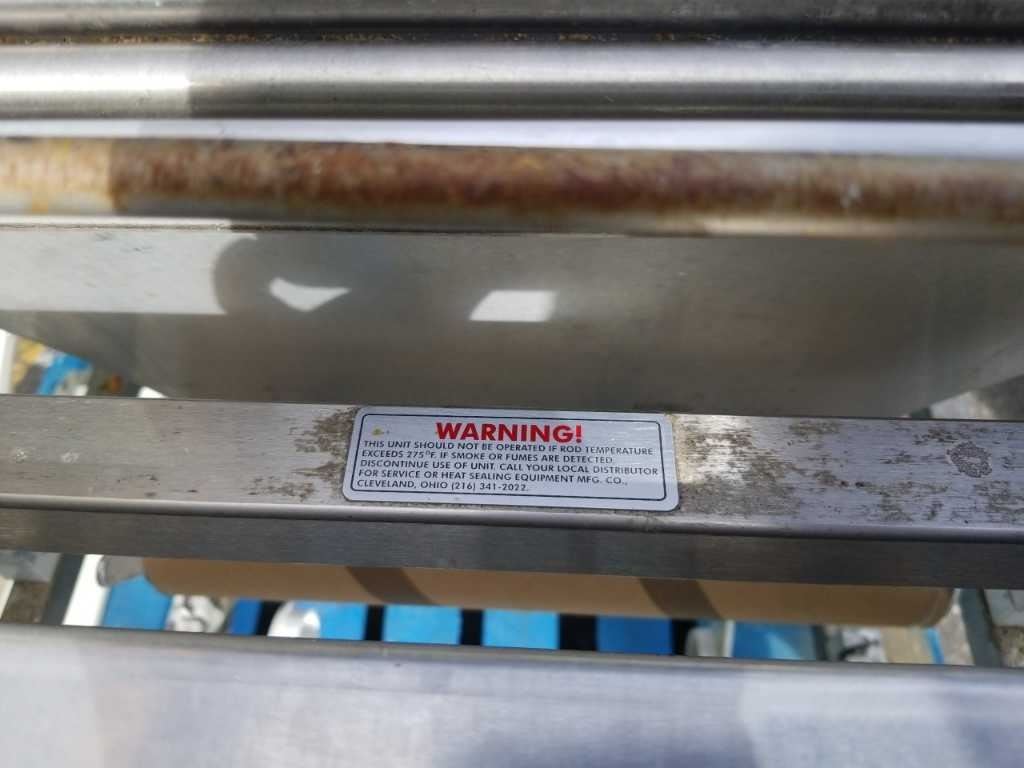 WARNING!
THIS UNIT SHOULD NOT BE OPERATED IF ROD TEMPERATURE
EXCEEDS 275°F. IF SMOKE OR FUMES ARE DETECTED
DISCONTINUE USE OF UNIT. CALL YOUR LOCAL DISTRIBUTOR
FOR SERVICE OR HEAT SEALING EQUIPMENT MFG. CO.,
CLEVELAND, OHIO (216) 341-2022.